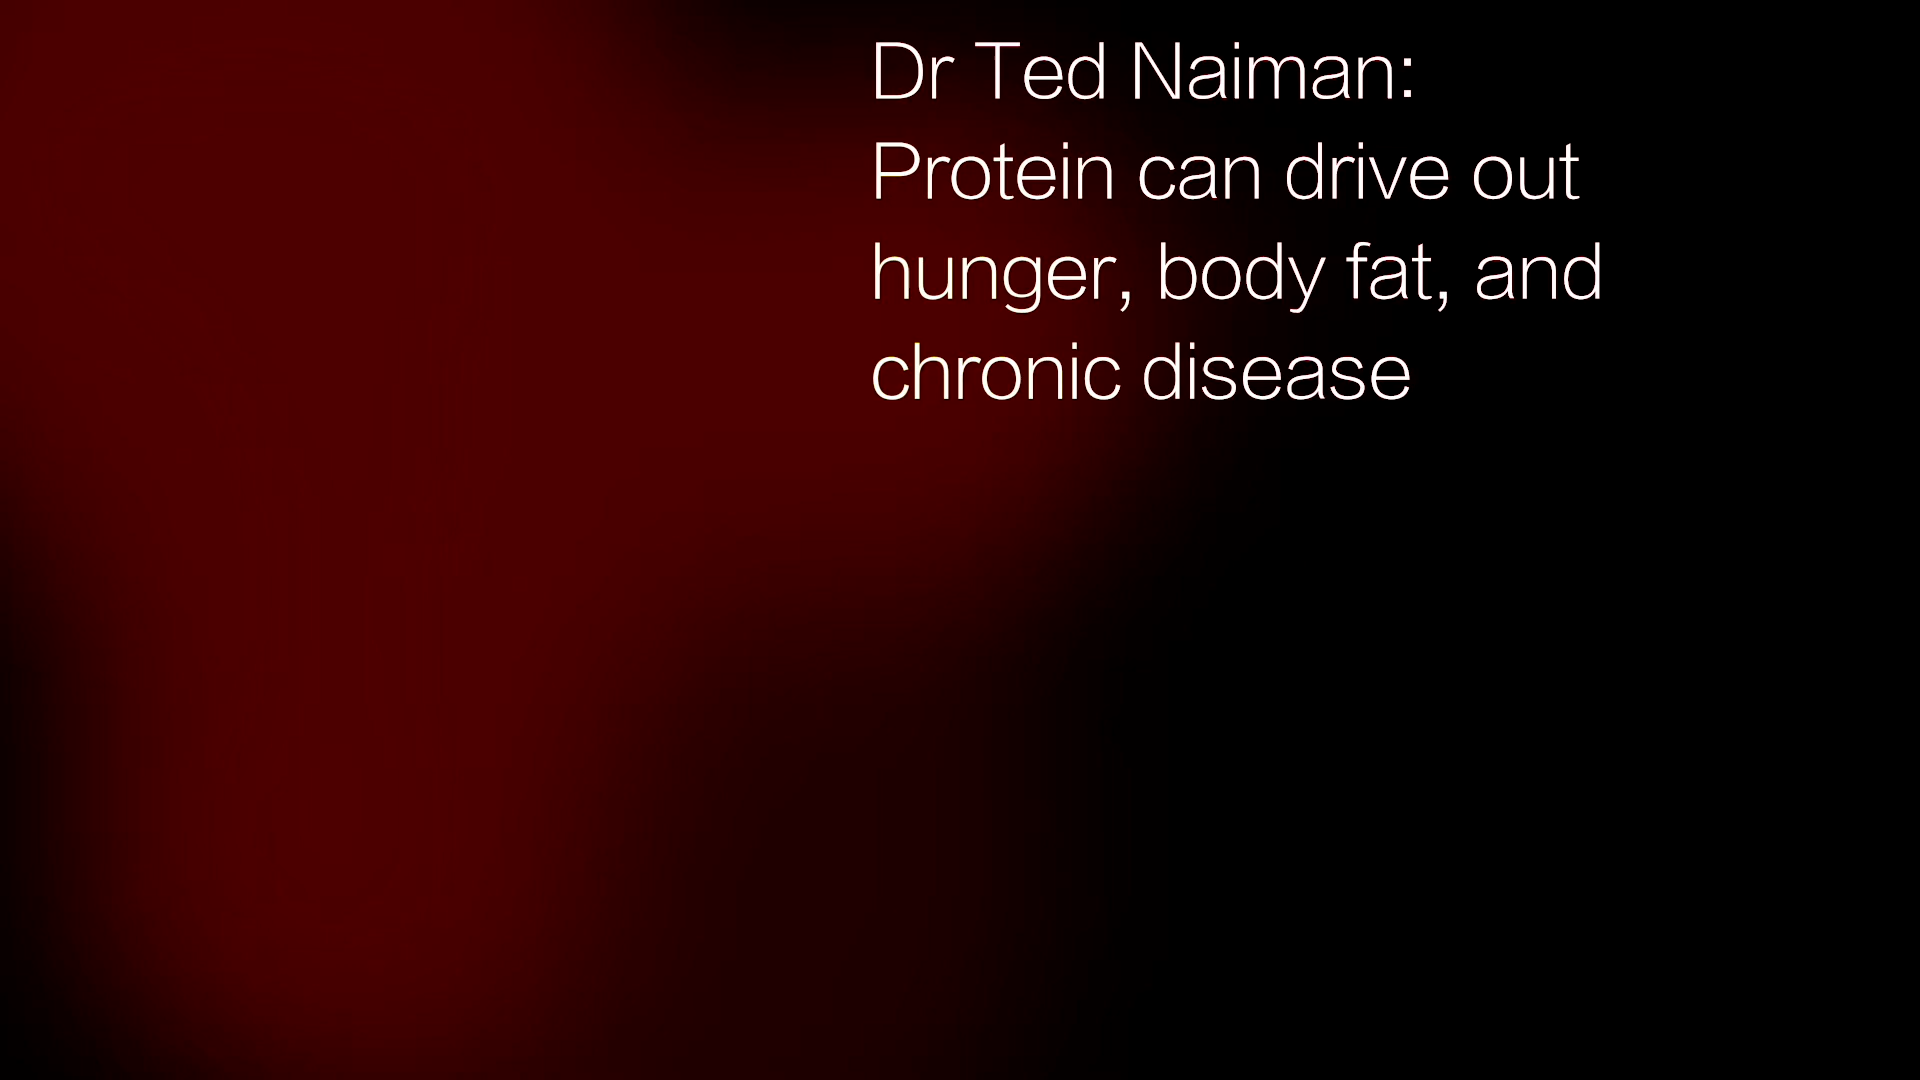 Dr Ted Naiman:
Protein can drive out
hunger, body fat, and
chronic disease